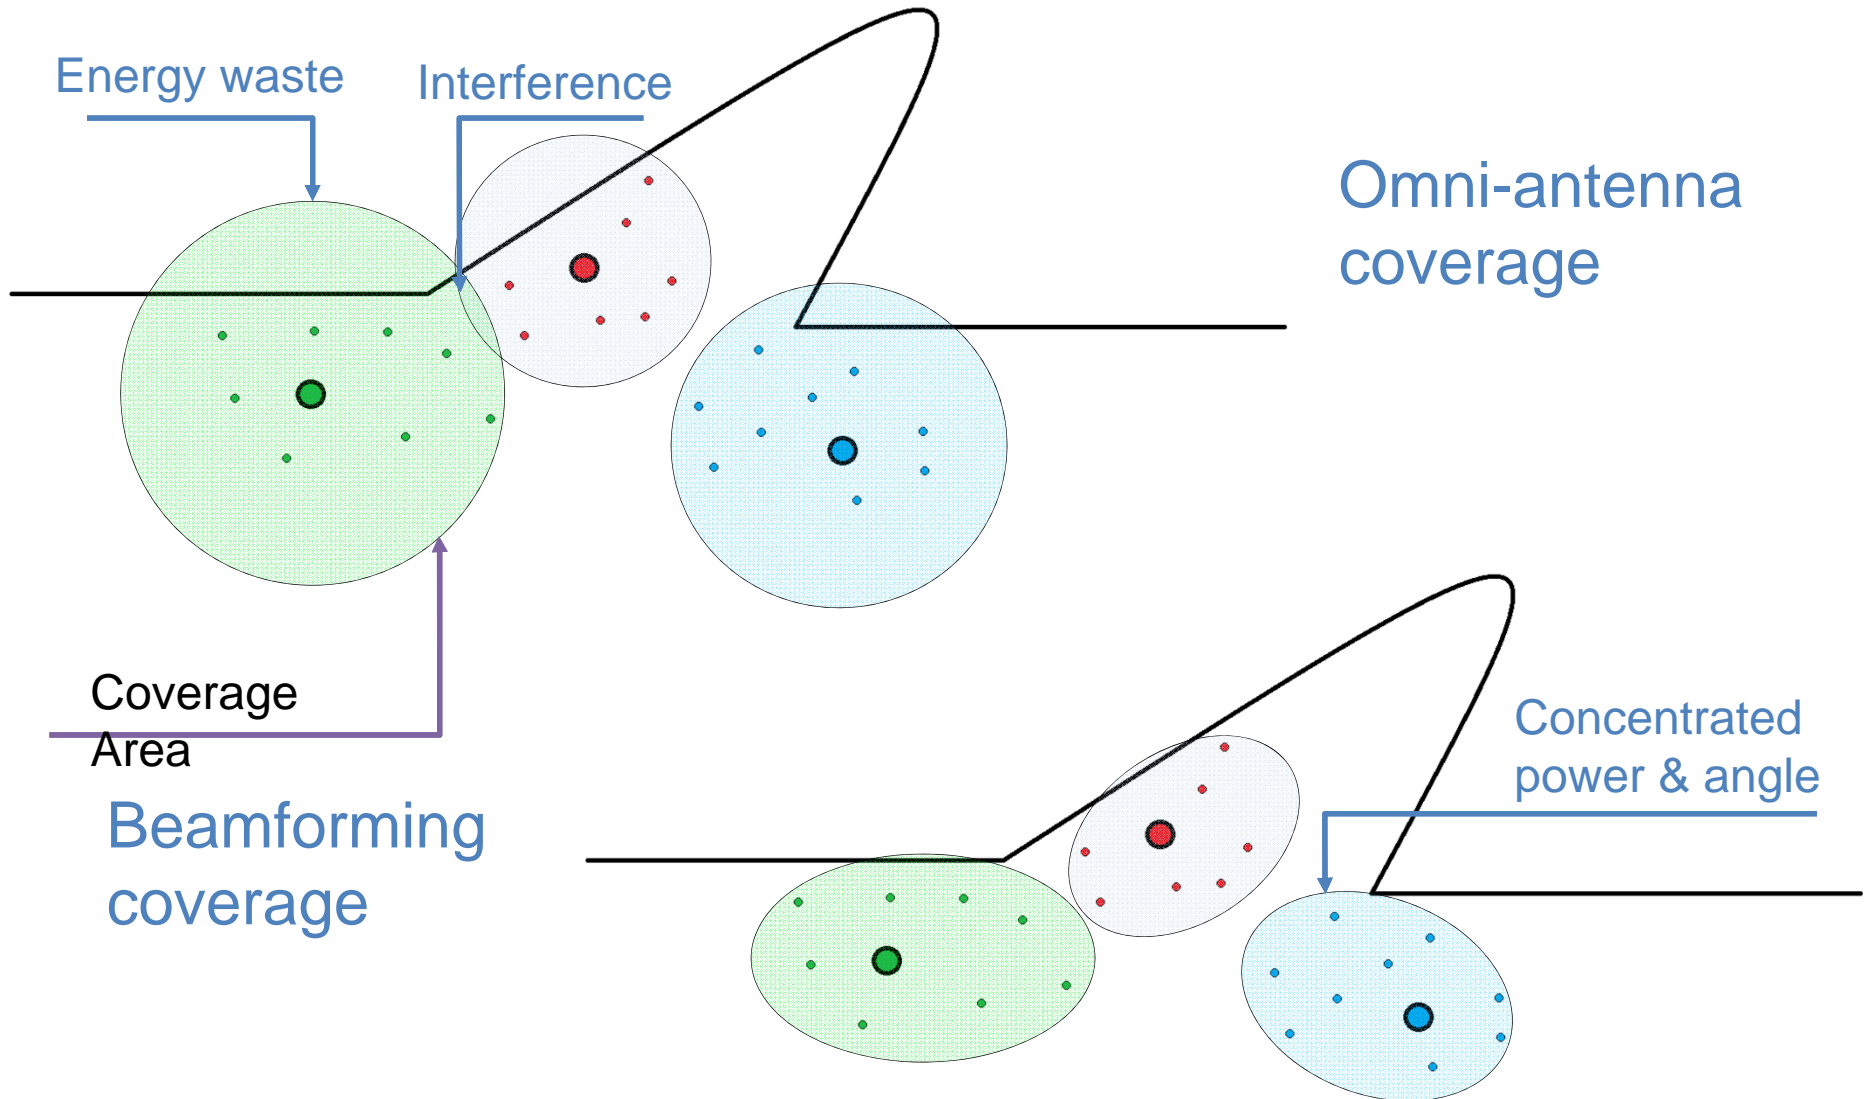 Energy waste
Interference
Omni-antenna
coverage
Coverage
Area
Beamforming
coverage
Concentrated
power & angle